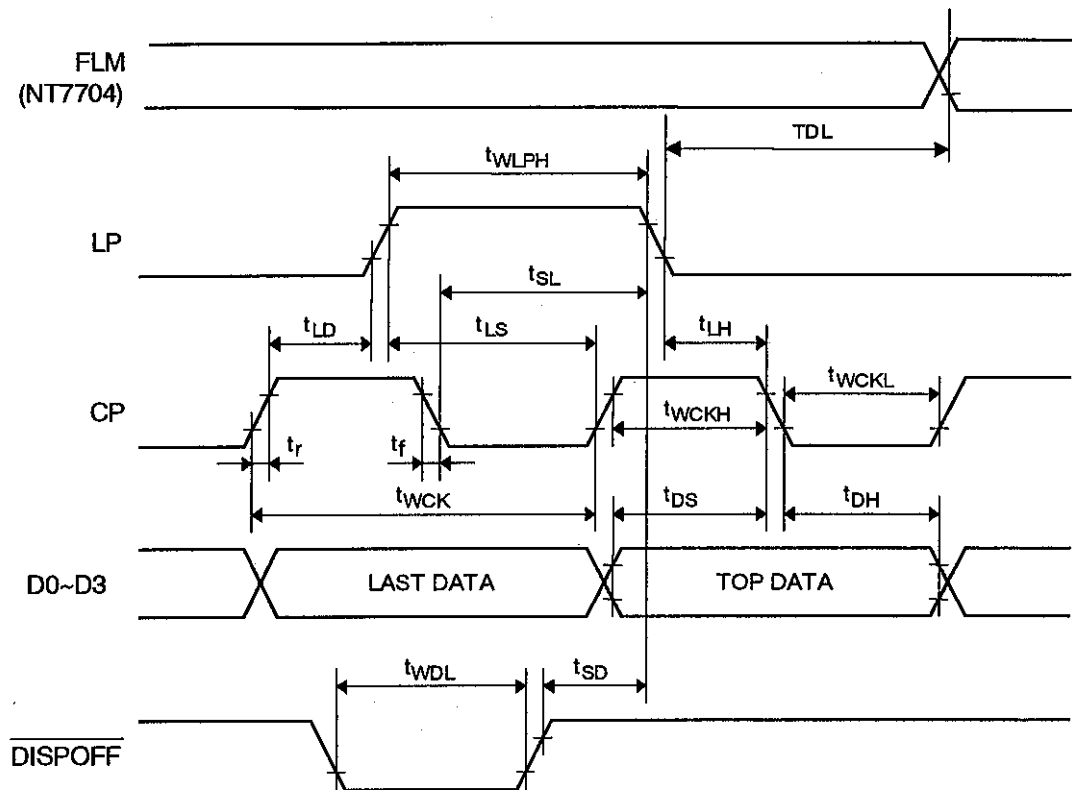 FLM
(NT7704)
TDL
tWLPH
LP
tSL
tLD
tLS
tLH
CP
tWCKL
tWCKH
tr
tf
tWCK
tDS
tDH
D0~D3
LAST DATA
TOP DATA
tWDL
tSD
DISPOFF